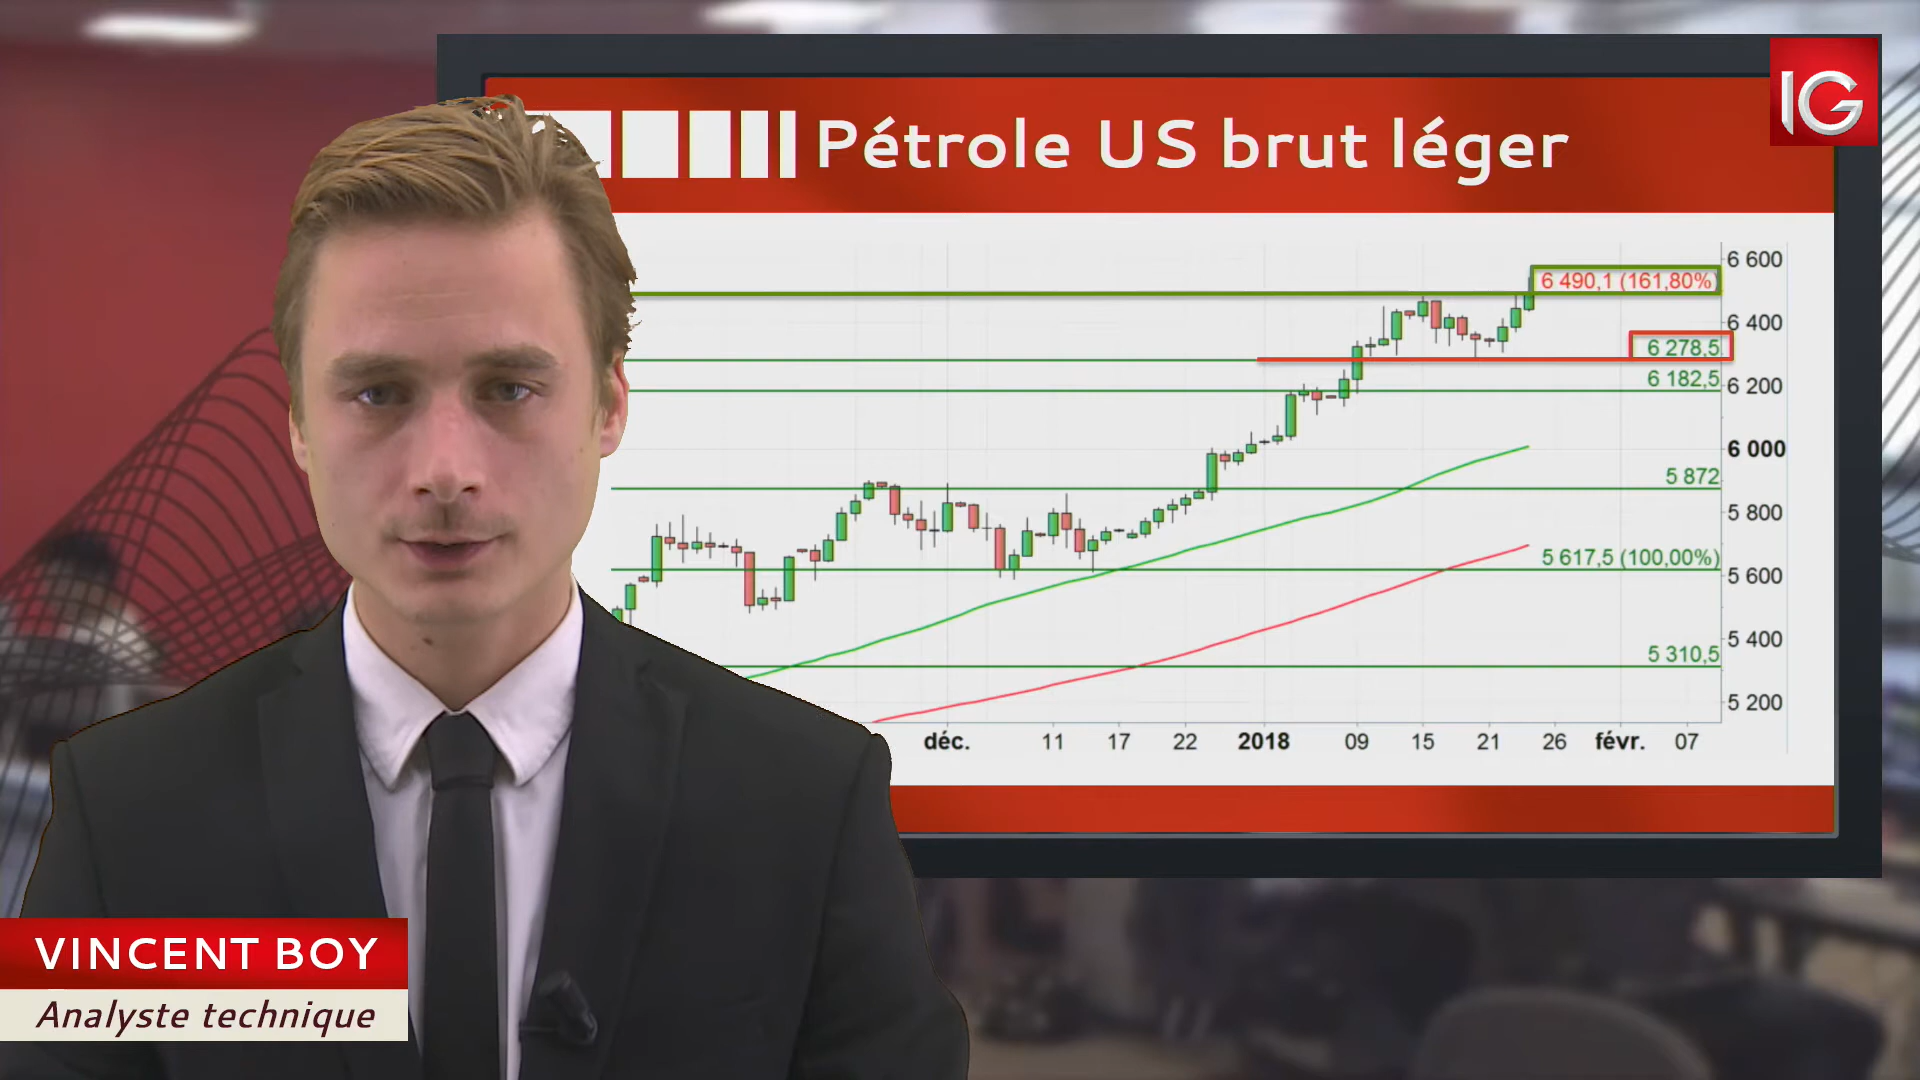 IG
Pétrole US brut léger
6 600
6 490,1 (161,80%)
6 400
6 278,5
6 182,5
6 200
6 000
5 872
5 800
5 617,5 (100,00%)
5 600
5 400
5 310,5
5 200
déc. 11 17 22 2018 09 15 21 26 févr. 07
VINCENT BOY
Analyste technique